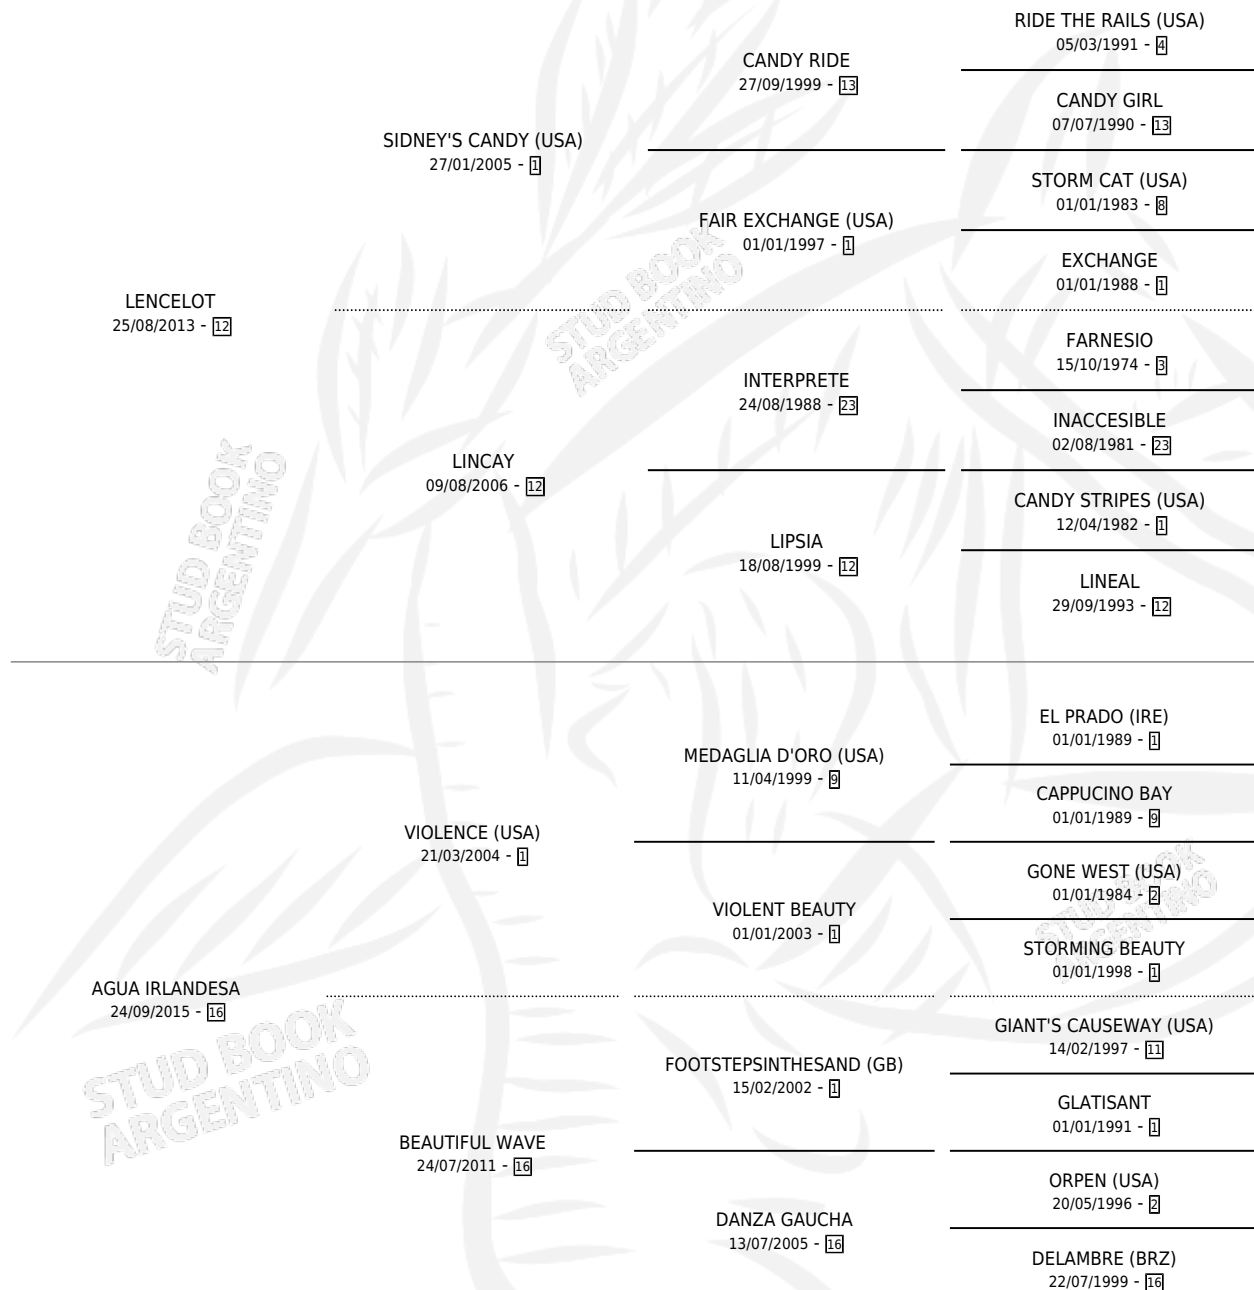 RIDE THE RAILS (USA)
05/03/1991 - 4
CANDY RIDE
27/09/1999 - 13
CANDY GIRL
07/07/1990 - 13
SIDNEY'S CANDY (USA)
27/01/2005 - 1
STORM CAT (USA)
01/01/1983 - 8
FAIR EXCHANGE (USA)
01/01/1997 - 1
EXCHANGE
01/01/1988 - 1
LENCELOT
25/08/2013 - 12
FARNESIO
15/10/1974 - 3
INTERPRETE
24/08/1988 - 23
INACCESIBLE
02/08/1981 - 23
LINCAY
09/08/2006 - 12
CANDY STRIPES (USA)
12/04/1982 - 1
LIPSIA
18/08/1999 - 12
LINEAL
29/09/1993 - 12
EL PRADO (IRE)
01/01/1989 - 1
MEDAGLIA D'ORO (USA)
11/04/1999 - 9
CAPPUCINO BAY
01/01/1989 - 9
VIOLENCE (USA)
21/03/2004 - 1
GONE WEST (USA)
01/01/1984 - 2
VIOLENT BEAUTY
01/01/2003 - 1
STORMING BEAUTY
01/01/1998 - 1
AGUA IRLANDESA
24/09/2015 - 16
GIANT'S CAUSEWAY (USA)
14/02/1997 - 11
FOOTSTEPSINTHESAND (GB)
15/02/2002 - 1
GLATISANT
01/01/1991 - 1
BEAUTIFUL WAVE
24/07/2011 - 16
ORPEN (USA)
20/05/1996 - 2
DANZA GAUCHA
13/07/2005 - 16
DELAMBRE (BRZ)
22/07/1999 - 16
STUD BOOK
ARGENTINO
STUD BOOK
ARGENTINO
STUD BOOK
ARGENTINO
STUD BOOK
ARGENTINO